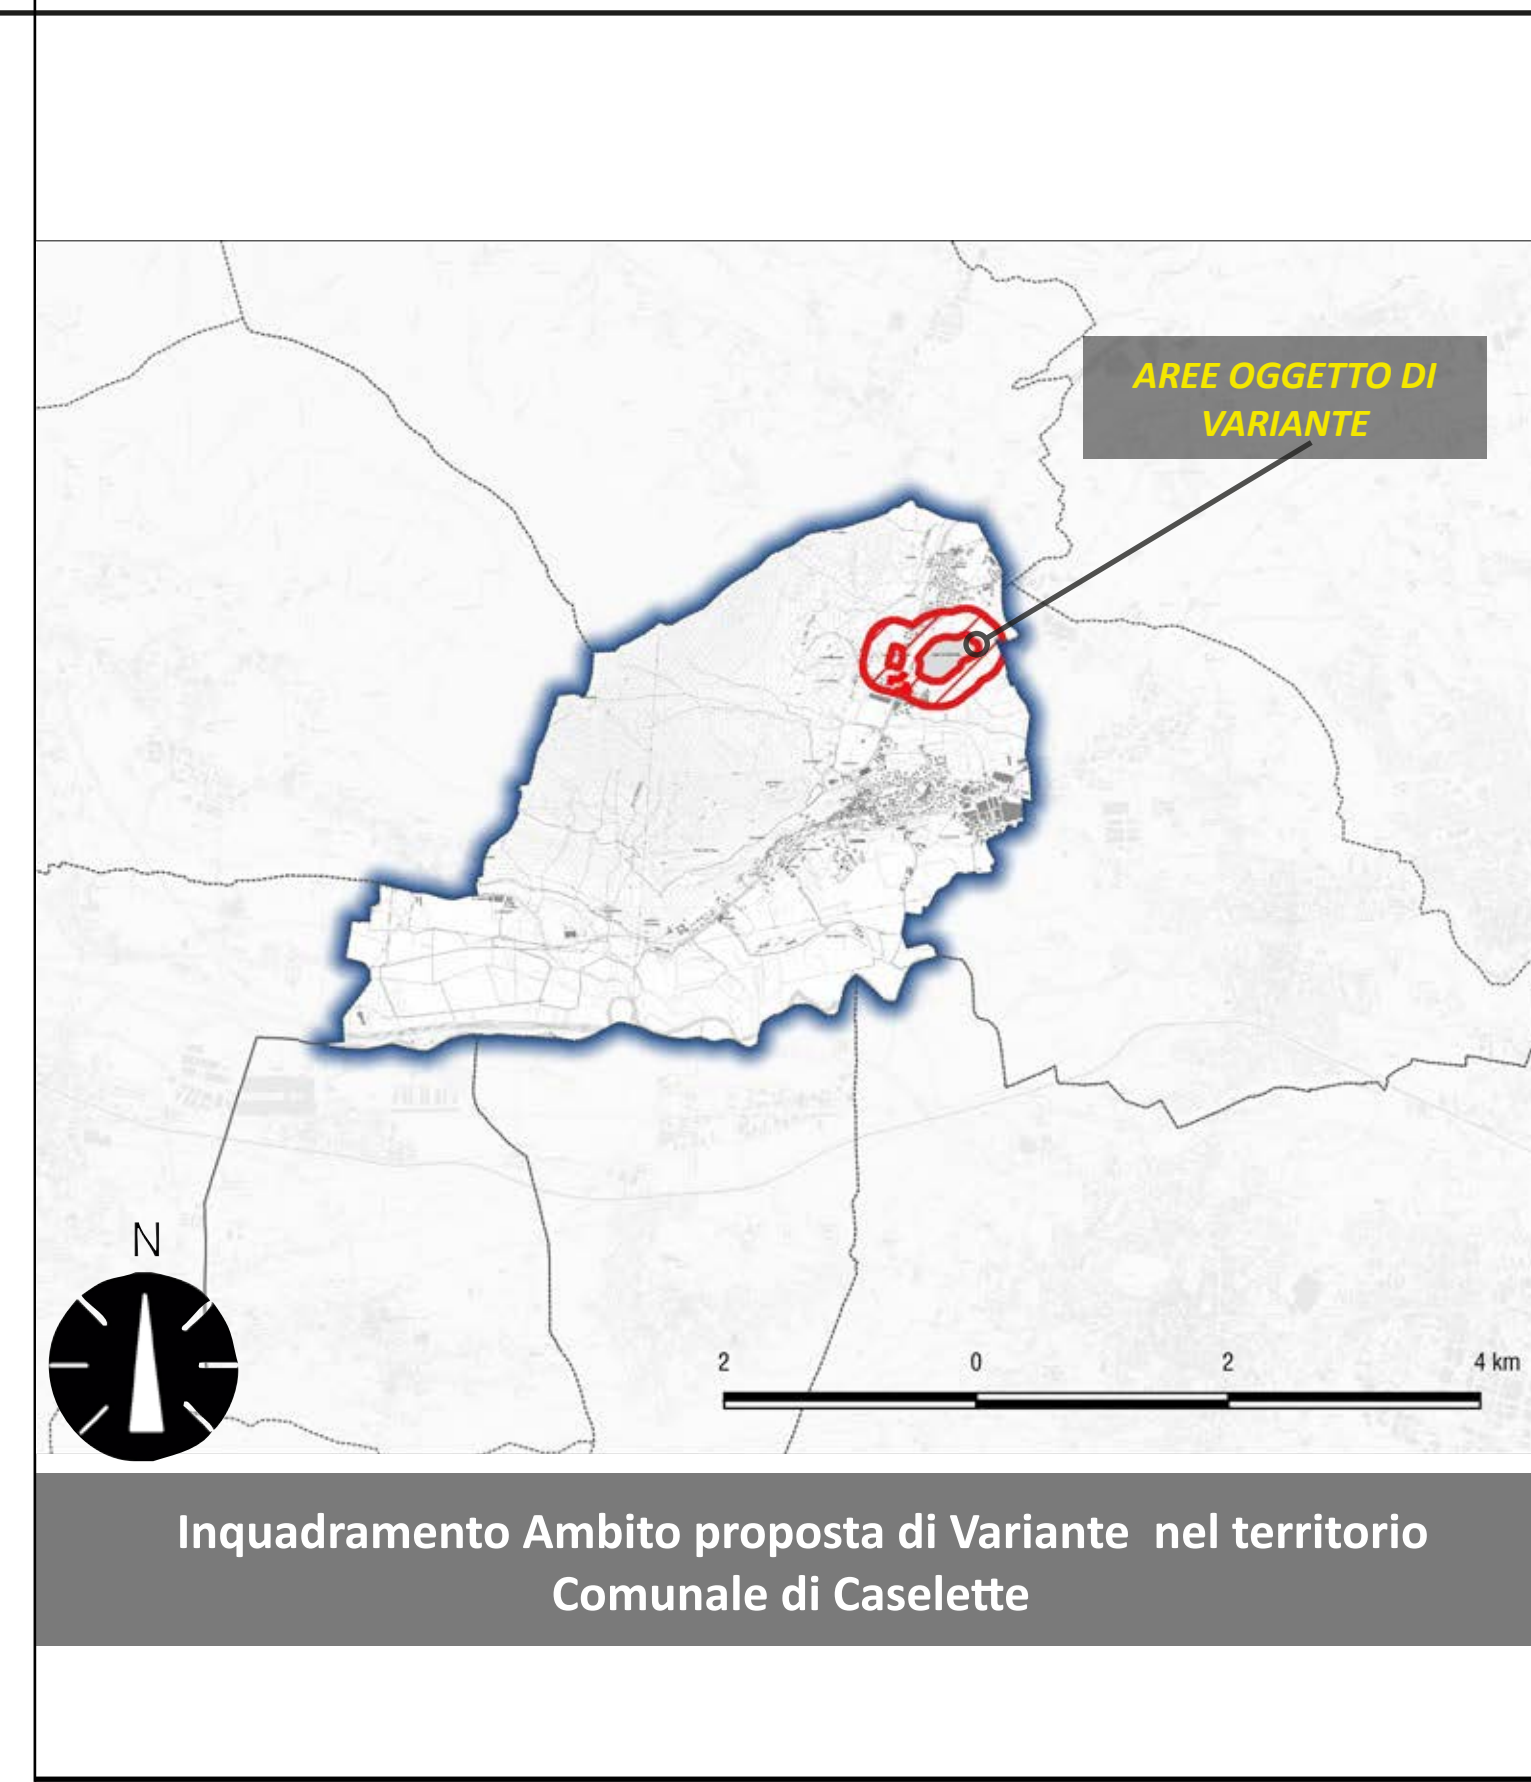 AREE OGGETTO DI
VARIANTE
N
2 0 2 4 km
Inquadramento Ambito proposta di Variante nel territorio
Comunale di Caselette